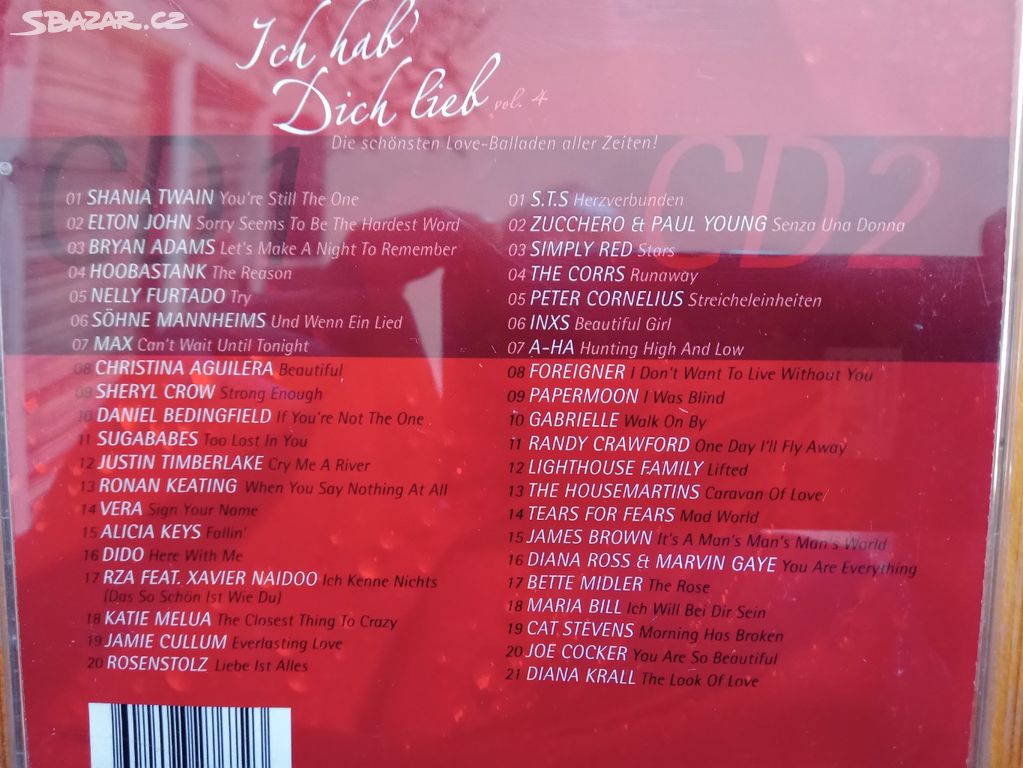 SBAZAR.CZ
Ich hab'
Dich lieb vol. 4
Die schönsten Love-Balladen aller Zeiten!
CD1
01 SHANIA TWAIN You're Still The One
02 ELTON JOHN Sorry Seems To Be The Hardest Word
03 BRYAN ADAMS Let's Make A Night To Remember
04 HOOBASTANK The Reason
05 NELLY FURTADO Try
06 SÖHNE MANNHEIMS Und Wenn Ein Lied
07 MAX Can't Wait Until Tonight
08 CHRISTINA AGUILERA Beautiful
09 SHERYL CROW Strong Enough
10 DANIEL BEDINGFIELD If You're Not The One
11 SUGABABES Too Lost In You
12 JUSTIN TIMBERLAKE Cry Me A River
13 RONAN KEATING When You Say Nothing At All
14 VERA Sign Your Name
15 ALICIA KEYS Fallin'
16 DIDO Here With Me
17 RZA FEAT. XAVIER NAIDOO Ich Kenne Nichts
(Das So Schön Ist Wie Du)
18 KATIE MELUA The Closest Thing To Crazy
19 JAMIE CULLUM Everlasting Love
20 ROSENSTOLZ Liebe Ist Alles
CD2
01 S.T.S Herzverbunden
02 ZUCCHERO & PAUL YOUNG Senza Una Donna
03 SIMPLY RED Stars
04 THE CORRS Runaway
05 PETER CORNELIUS Streicheleinheiten
06 INXS Beautiful Girl
07 A-HA Hunting High And Low
08 FOREIGNER I Don't Want To Live Without You
09 PAPERMOON I Was Blind
10 GABRIELLE Walk On By
11 RANDY CRAWFORD One Day I'll Fly Away
12 LIGHTHOUSE FAMILY Lifted
13 THE HOUSEMARTINS Caravan Of Love
14 TEARS FOR FEARS Mad World
15 JAMES BROWN It's A Man's Man's Man's World
16 DIANA ROSS & MARVIN GAYE You Are Everything
17 BETTE MIDLER The Rose
18 MARIA BILL Ich Will Bei Dir Sein
19 CAT STEVENS Morning Has Broken
20 JOE COCKER You Are So Beautiful
21 DIANA KRALL The Look Of Love